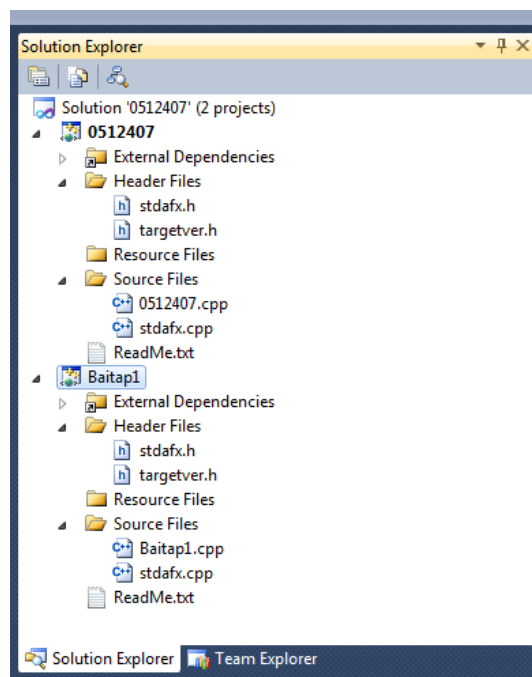 Solution Explorer
Solution '0512407' (2 projects)
0512407
External Dependencies
Header Files
h stdafx.h
h targetver.h
Resource Files
Source Files
C++ 0512407.cpp
C++ stdafx.cpp
ReadMe.txt
Baitap1
External Dependencies
Header Files
h stdafx.h
h targetver.h
Resource Files
Source Files
C++ Baitap1.cpp
C++ stdafx.cpp
ReadMe.txt
Solution Explorer Team Explorer